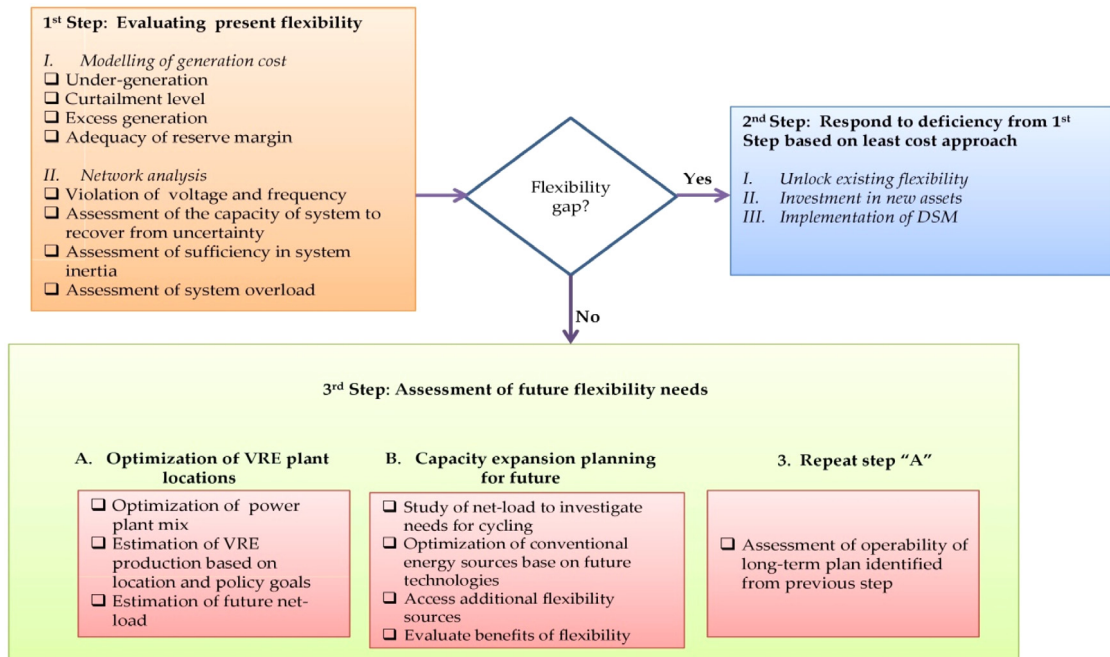 1st Step: Evaluating present flexibility
I. Modelling of generation cost
❑ Under-generation
❑ Curtailment level
❑ Excess generation
❑ Adequacy of reserve margin
II. Network analysis
❑ Violation of voltage and frequency
❑ Assessment of the capacity of system to
recover from uncertainty
❑ Assessment of sufficiency in system
inertia
❑ Assessment of system overload
Flexibility
gap?
Yes
No
2nd Step: Respond to deficiency from 1st
Step based on least cost approach
I. Unlock existing flexibility
II. Investment in new assets
III. Implementation of DSM
3rd Step: Assessment of future flexibility needs
A. Optimization of VRE plant
locations
❑ Optimization of power
plant mix
❑ Estimation of VRE
production based on
location and policy goals
❑ Estimation of future net-
load
B. Capacity expansion planning
for future
❑ Study of net-load to investigate
needs for cycling
❑ Optimization of conventional
energy sources base on future
technologies
❑ Access additional flexibility
sources
❑ Evaluate benefits of flexibility
3. Repeat step “A”
❑ Assessment of operability of
long-term plan identified
from previous step